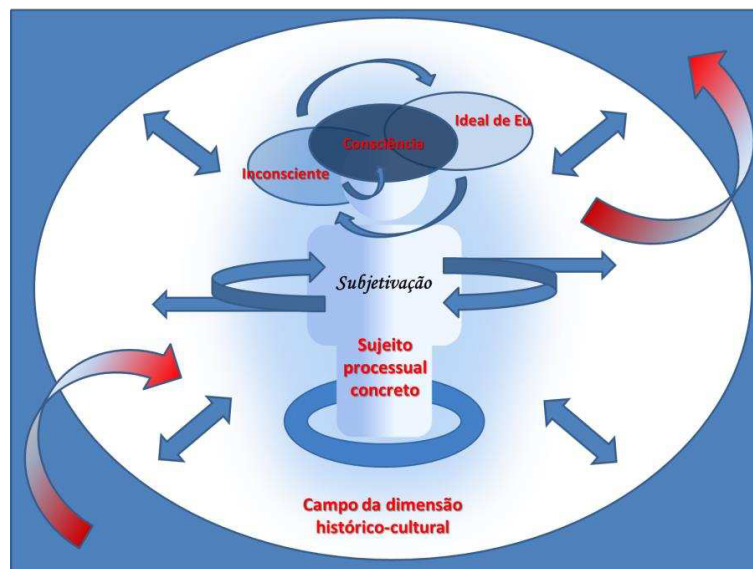 Ideal de Eu
Consciência
Inconsciente
Subjetivação
Sujeito
processual
concreto
Campo da dimensão
histórico-cultural